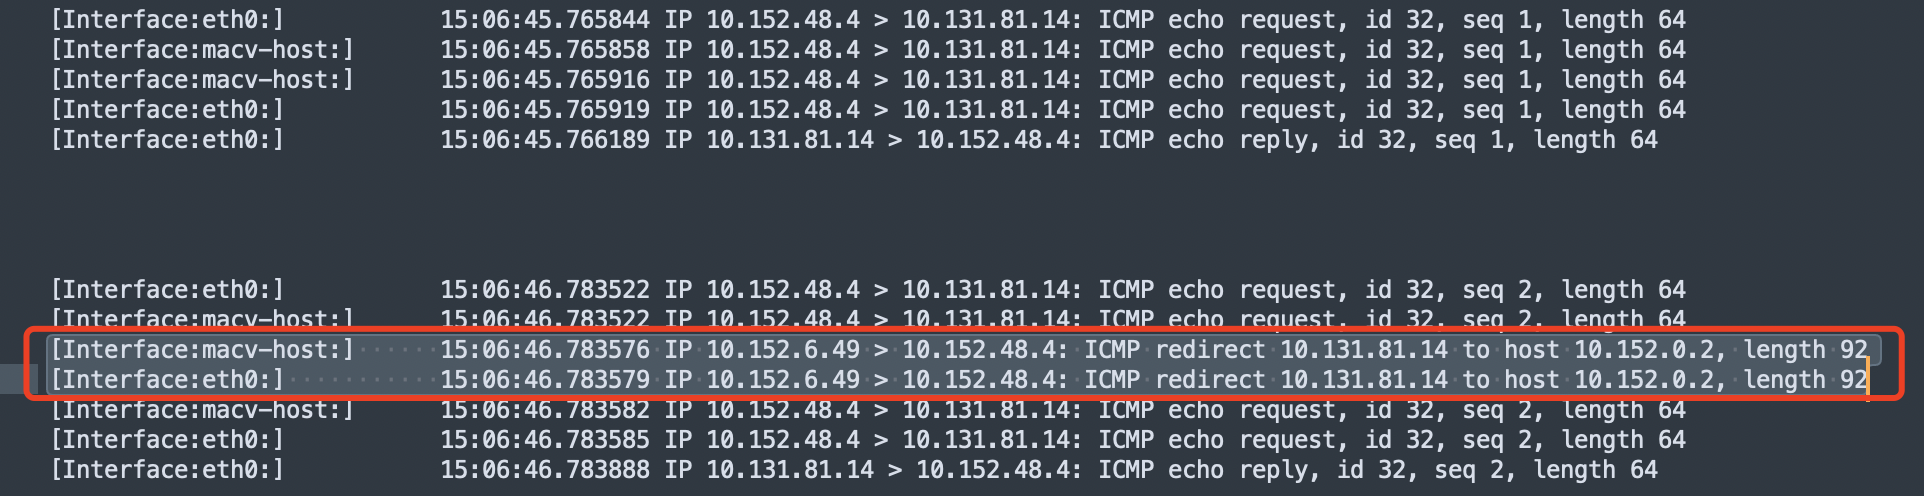 [Interface:eth0:] 15:06:45.765844 IP 10.152.48.4 > 10.131.81.14: ICMP echo request, id 32, seq 1, length 64
[Interface:macv-host:] 15:06:45.765858 IP 10.152.48.4 > 10.131.81.14: ICMP echo request, id 32, seq 1, length 64
[Interface:macv-host:] 15:06:45.765916 IP 10.152.48.4 > 10.131.81.14: ICMP echo request, id 32, seq 1, length 64
[Interface:eth0:] 15:06:45.765919 IP 10.152.48.4 > 10.131.81.14: ICMP echo request, id 32, seq 1, length 64
[Interface:eth0:] 15:06:45.766189 IP 10.131.81.14 > 10.152.48.4: ICMP echo reply, id 32, seq 1, length 64
[Interface:eth0:] 15:06:46.783522 IP 10.152.48.4 > 10.131.81.14: ICMP echo request, id 32, seq 2, length 64
[Interface:macv-host:] 15:06:46.783522 IP 10.152.48.4 > 10.131.81.14: ICMP echo request, id 32, seq 2, length 64
[Interface:macv-host:] 15:06:46.783576 IP 10.152.6.49 > 10.152.48.4: ICMP redirect 10.131.81.14 to host 10.152.0.2, length 92
[Interface:eth0:] 15:06:46.783579 IP 10.152.6.49 > 10.152.48.4: ICMP redirect 10.131.81.14 to host 10.152.0.2, length 92
[Interface:macv-host:] 15:06:46.783582 IP 10.152.48.4 > 10.131.81.14: ICMP echo request, id 32, seq 2, length 64
[Interface:eth0:] 15:06:46.783585 IP 10.152.48.4 > 10.131.81.14: ICMP echo request, id 32, seq 2, length 64
[Interface:eth0:] 15:06:46.783888 IP 10.131.81.14 > 10.152.48.4: ICMP echo reply, id 32, seq 2, length 64